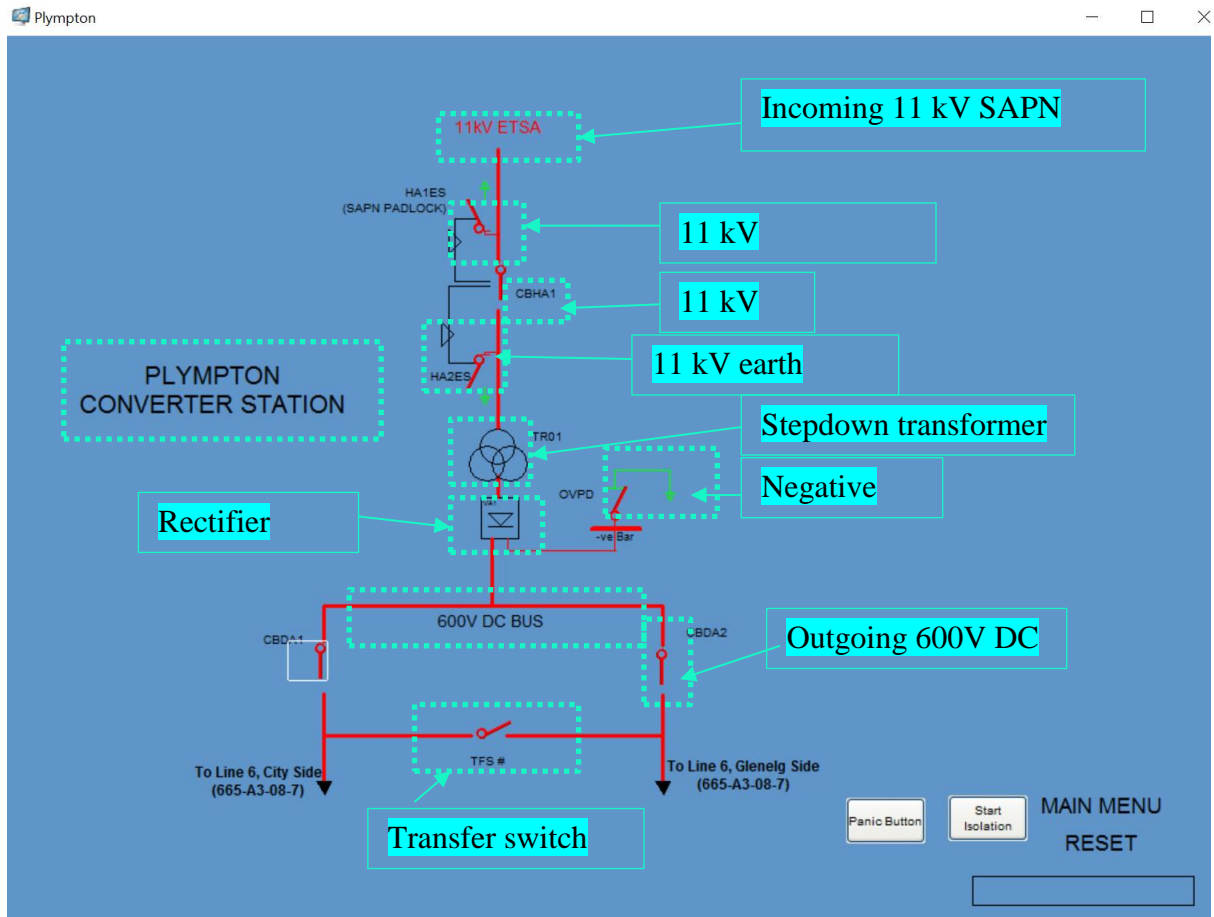 Plympton
Incoming 11 kV SAPN
11kV ETSA
HA1ES
(SAPN PADLOCK)
11 kV
CBHA1
11 kV
11 kV earth
HA2ES
PLYMPTON
CONVERTER STATION
Stepdown transformer
TR01
Negative
OVPD
Rectifier
-ve Bar
600V DC BUS
CBDA1
CBDA2
Outgoing 600V DC
TFS #
To Line 6, City Side
(665-A3-08-7)
To Line 6, Glenelg Side
(665-A3-08-7)
Transfer switch
Panic Button
Start
Isolation
MAIN MENU
RESET